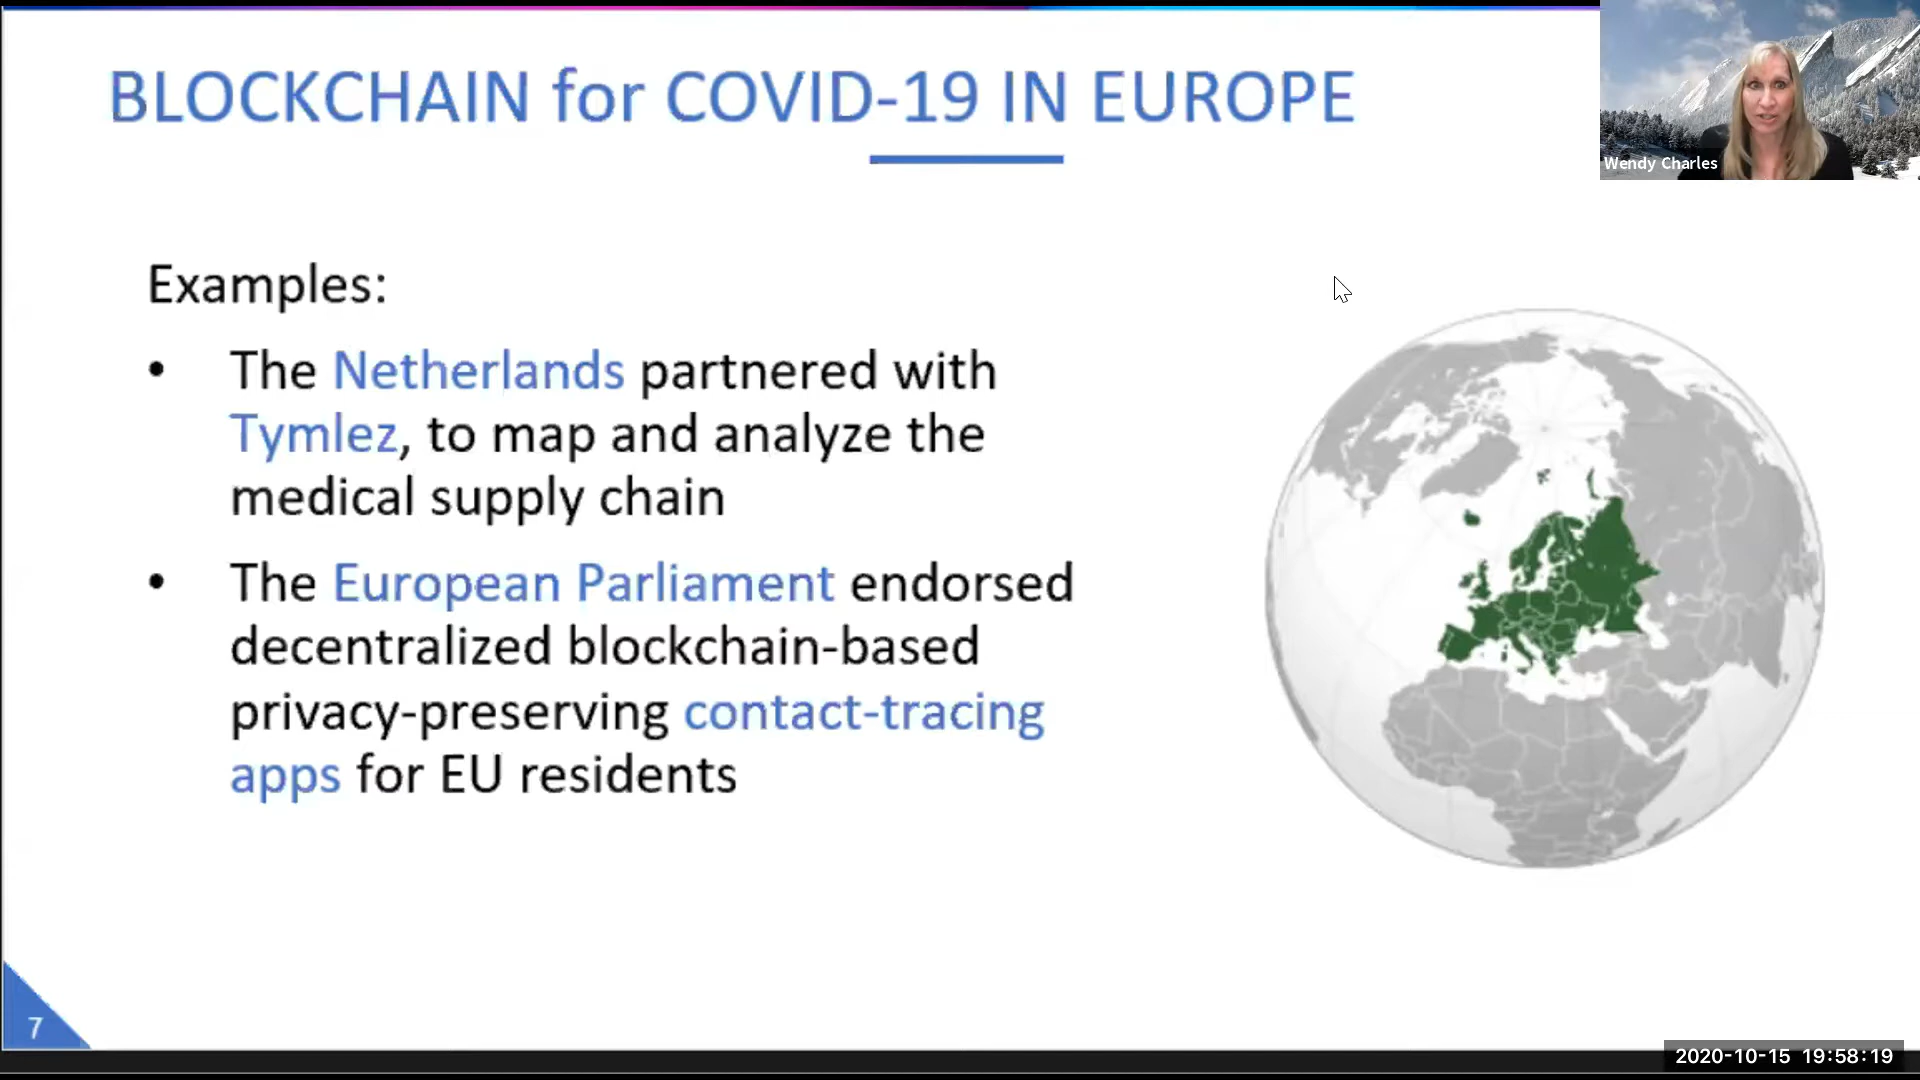 BLOCKCHAIN for COVID-19 IN EUROPE
Wendy Charles
Examples:
• The Netherlands partnered with
Tymlez, to map and analyze the
medical supply chain
• The European Parliament endorsed
decentralized blockchain-based
privacy-preserving contact-tracing
apps for EU residents
7
2020-10-15 19:58:19